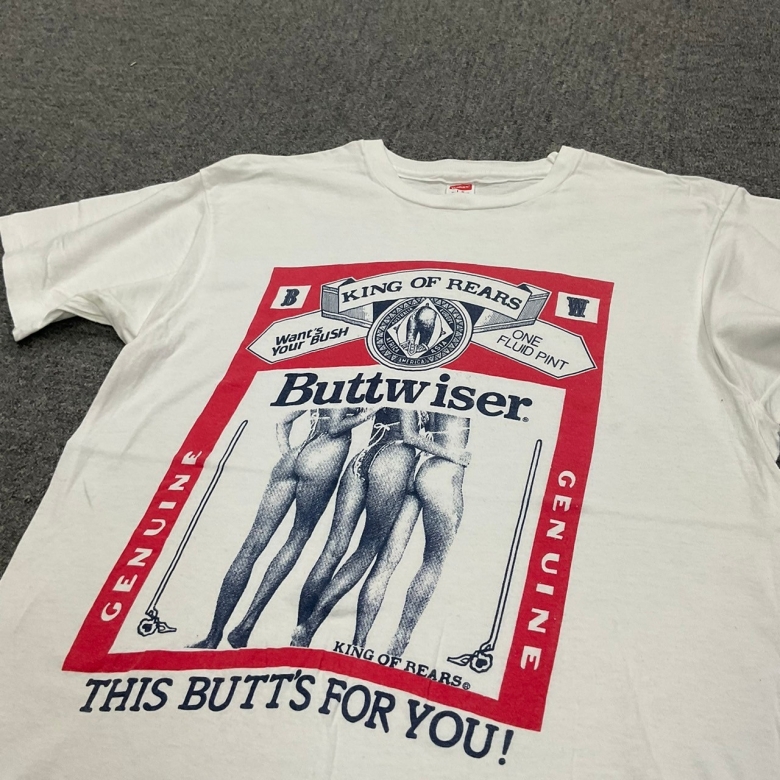 B
KING OF REARS
W
Want's
Your BUSH
ONE
FLUID PINT
AMERICA
Buttwiser®
GENUINE
GENUINE
KING OF REARS©
THIS BUTT'S FOR YOU!